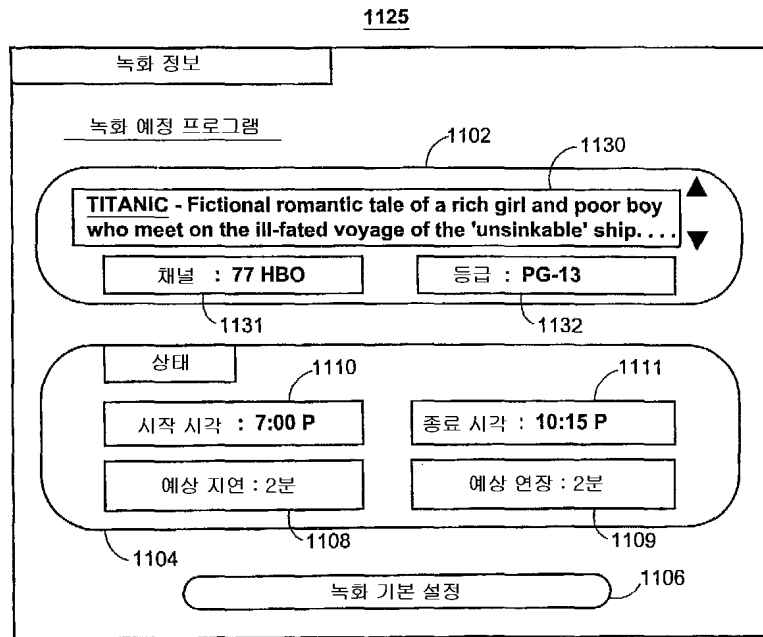 1125
녹화 정보
녹화 예정 프로그램
1102
1130
TITANIC - Fictional romantic tale of a rich girl and poor boy
who meet on the ill-fated voyage of the 'unsinkable' ship. . . .
채널 : 77 HBO
등급 : PG-13
1131
1132
상태
1110
1111
시작 시각 : 7:00 P
종료 시각 : 10:15 P
예상 지연 : 2분
예상 연장 : 2분
1104
1108
1109
녹화 기본 설정
1106